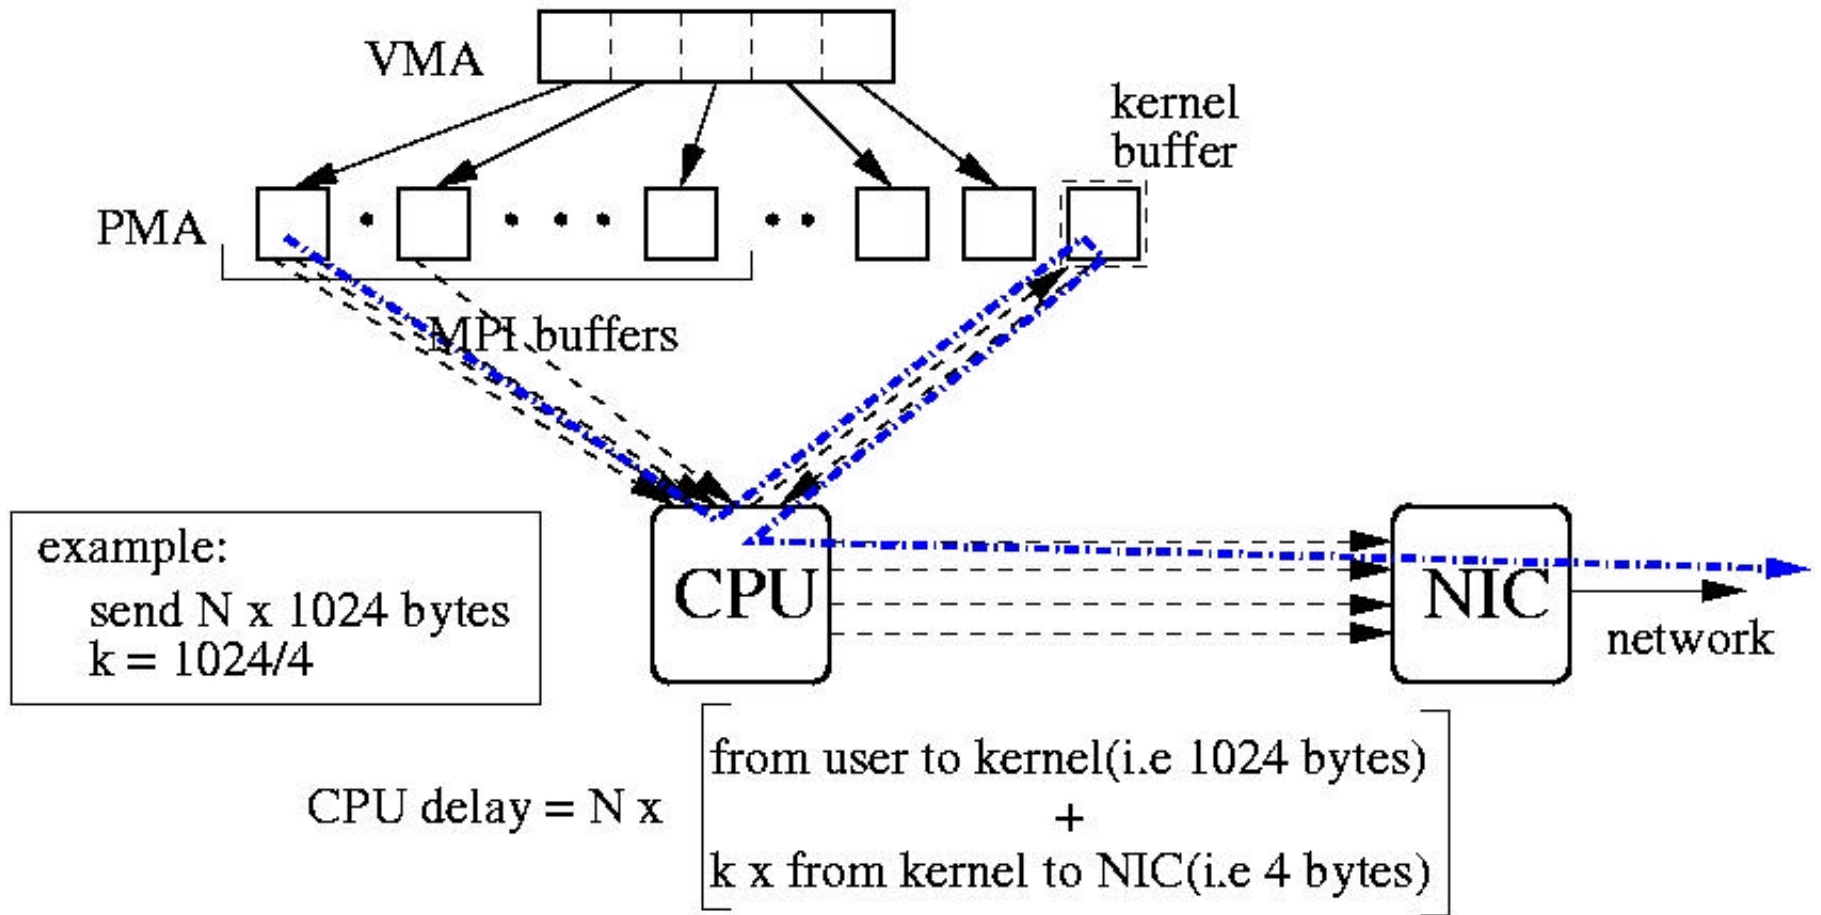 VMA
kernel
buffer
PMA
MPI buffers
example:
send N x 1024 bytes
k = 1024/4
CPU
NIC
network
CPU delay = N x
from user to kernel(i.e 1024 bytes)
+
k x from kernel to NIC(i.e 4 bytes)